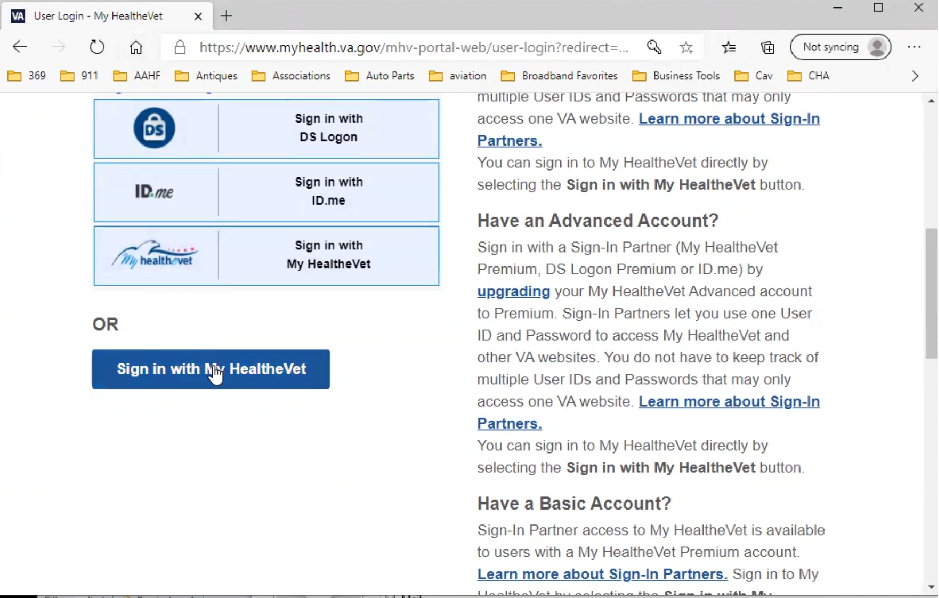 User Login - My HealtheVet
https://www.myhealth.va.gov/mhv-portal-web/user-login?redirect=...
Not syncing
369 911 AAHF Antiques Associations Auto Parts aviation Broadband Favorites Business Tools Cav CHA
DS
Sign in with
DS Logon
ID.me
Sign in with
ID.me
My healthevet
Sign in with
My HealtheVet
OR
Sign in with My HealtheVet
multiple User IDs and Passwords that may only
access one VA website. Learn more about Sign-In
Partners.
You can sign in to My HealtheVet directly by
selecting the Sign in with My HealtheVet button.
Have an Advanced Account?
Sign in with a Sign-In Partner (My HealtheVet
Premium, DS Logon Premium or ID.me) by
upgrading your My HealtheVet Advanced account
to Premium. Sign-In Partners let you use one User
ID and Password to access My HealtheVet and
other VA websites. You do not have to keep track of
multiple User IDs and Passwords that may only
access one VA website. Learn more about Sign-In
Partners.
You can sign in to My HealtheVet directly by
selecting the Sign in with My HealtheVet button.
Have a Basic Account?
Sign-In Partner access to My HealtheVet is available
to users with a My HealtheVet Premium account.
Learn more about Sign-In Partners. Sign in to My
HealtheVet by selecting the Sign in with My